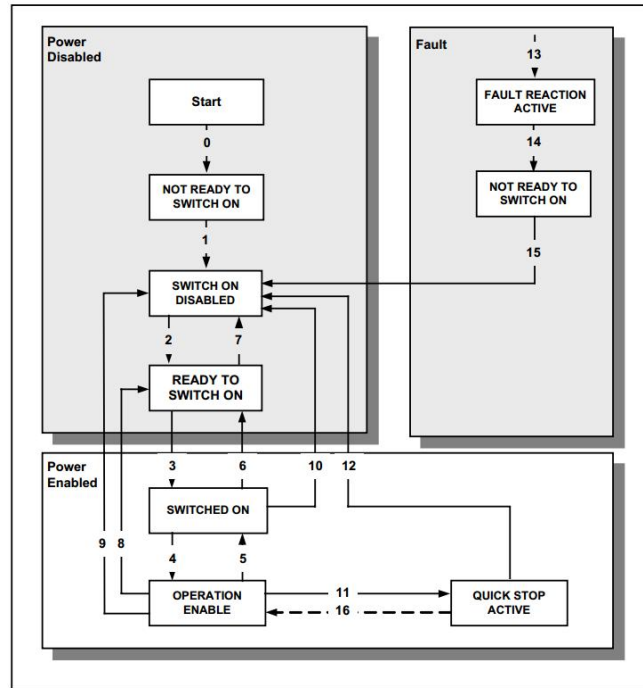 Power
Disabled
Start
0
NOT READY TO
SWITCH ON
1
SWITCH ON
DISABLED
2
7
READY TO
SWITCH ON
Fault
13
FAULT REACTION
ACTIVE
14
NOT READY TO
SWITCH ON
15
Power
Enabled
3
6
10
12
SWITCHED ON
9
8
4
5
OPERATION
ENABLE
11
16
QUICK STOP
ACTIVE